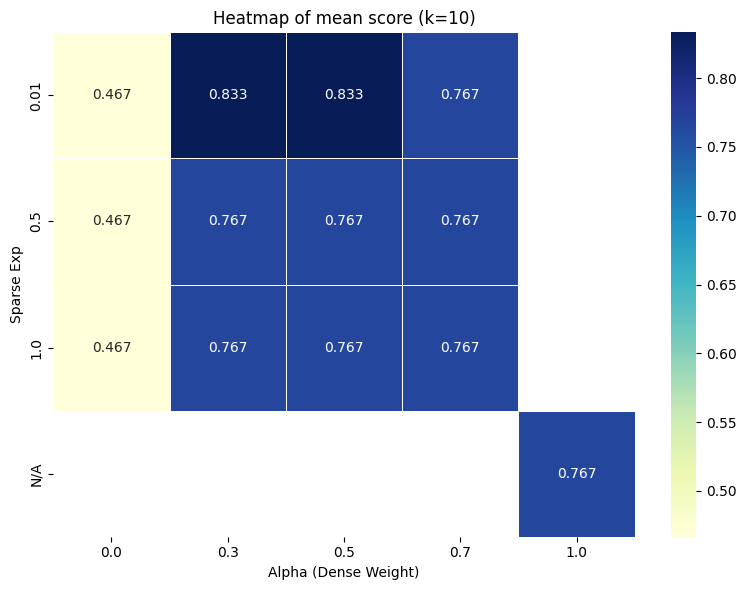 Heatmap of mean score (k=10)
0.01 0.467 0.833 0.833 0.767
0.5 0.467 0.767 0.767 0.767
1.0 0.467 0.767 0.767 0.767
N/A 0.767
0.0 0.3 0.5 0.7 1.0
Alpha (Dense Weight)
Sparse Exp
0.80
0.75
0.70
0.65
0.60
0.55
0.50